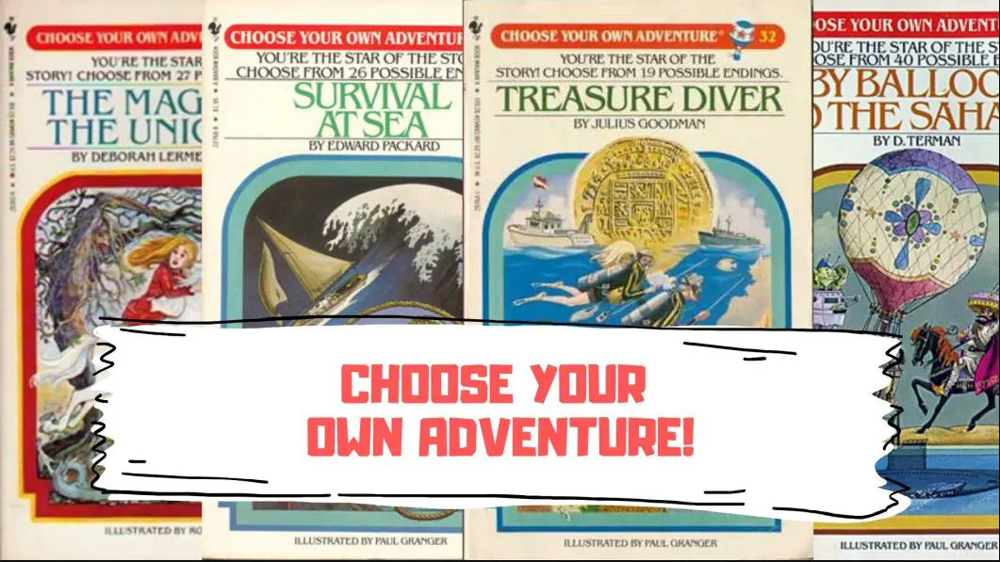 CHOOSE YOUR OWN ADV
YOU'RE THE STAR
STORY! CHOOSE FROM 27 P
THE MAG
THE UNIC
BY DEBORAH LERME
ILLUSTRATED BY RO
CHOOSE YOUR OWN ADVENTUR
YOU'RE THE STAR OF THE STO
CHOOSE FROM 26 POSSIBLE EN
SURVIVAL
AT SEA
BY EDWARD PACKARD
ILLUSTRATED BY PAUL GRANGER
CHOOSE YOUR OWN ADVENTURE® 32
YOU'RE THE STAR OF THE
STORY! CHOOSE FROM 19 POSSIBLE ENDINGS.
TREASURE DIVER
BY JULIUS GOODMAN
ILLUSTRATED BY PAUL GRANGER
OOSE YOUR OWN ADVENT
OU'RE THE STAR OF THE S
OSE FROM 40 POSSIBLE E
BY BALLOO
O THE SAHA
BY D. TERMAN
ILLUSTRATED BY PAUL GRANGER
CHOOSE YOUR
OWN ADVENTURE!